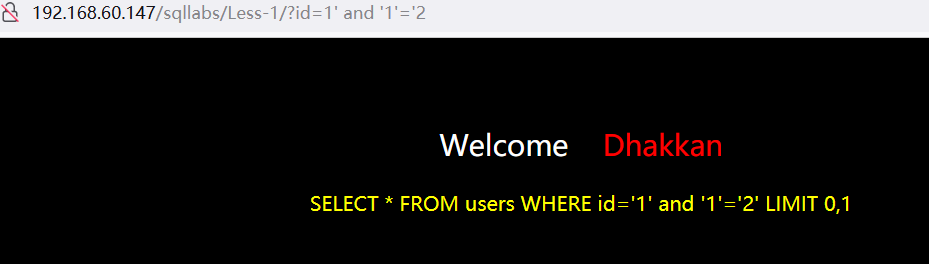 192.168.60.147/sqllabs/Less-1/?id=1' and '1'='2
Welcome Dhakkan
SELECT * FROM users WHERE id='1' and '1'='2' LIMIT 0,1